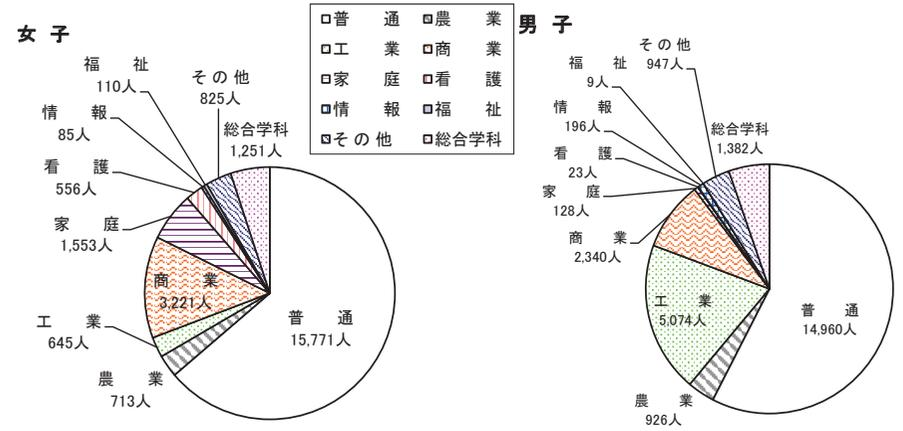 女 子
福 祉
110人
その他
825人
情 報
85人
総合学科
1,251人
看 護
556人
家 庭
1,553人
商 業
3,221人
工 業
645人
農 業
713人
普 通
15,771人
普 通 農 業
工 業 商 業
家 庭 看 護
情 報 福 祉
その他 総合学科
男 子
その他
947人
福 祉
9人
情 報
196人
総合学科
1,382人
看 護
23人
家 庭
128人
商 業
2,340人
工 業
5,074人
農 業
926人
普 通
14,960人